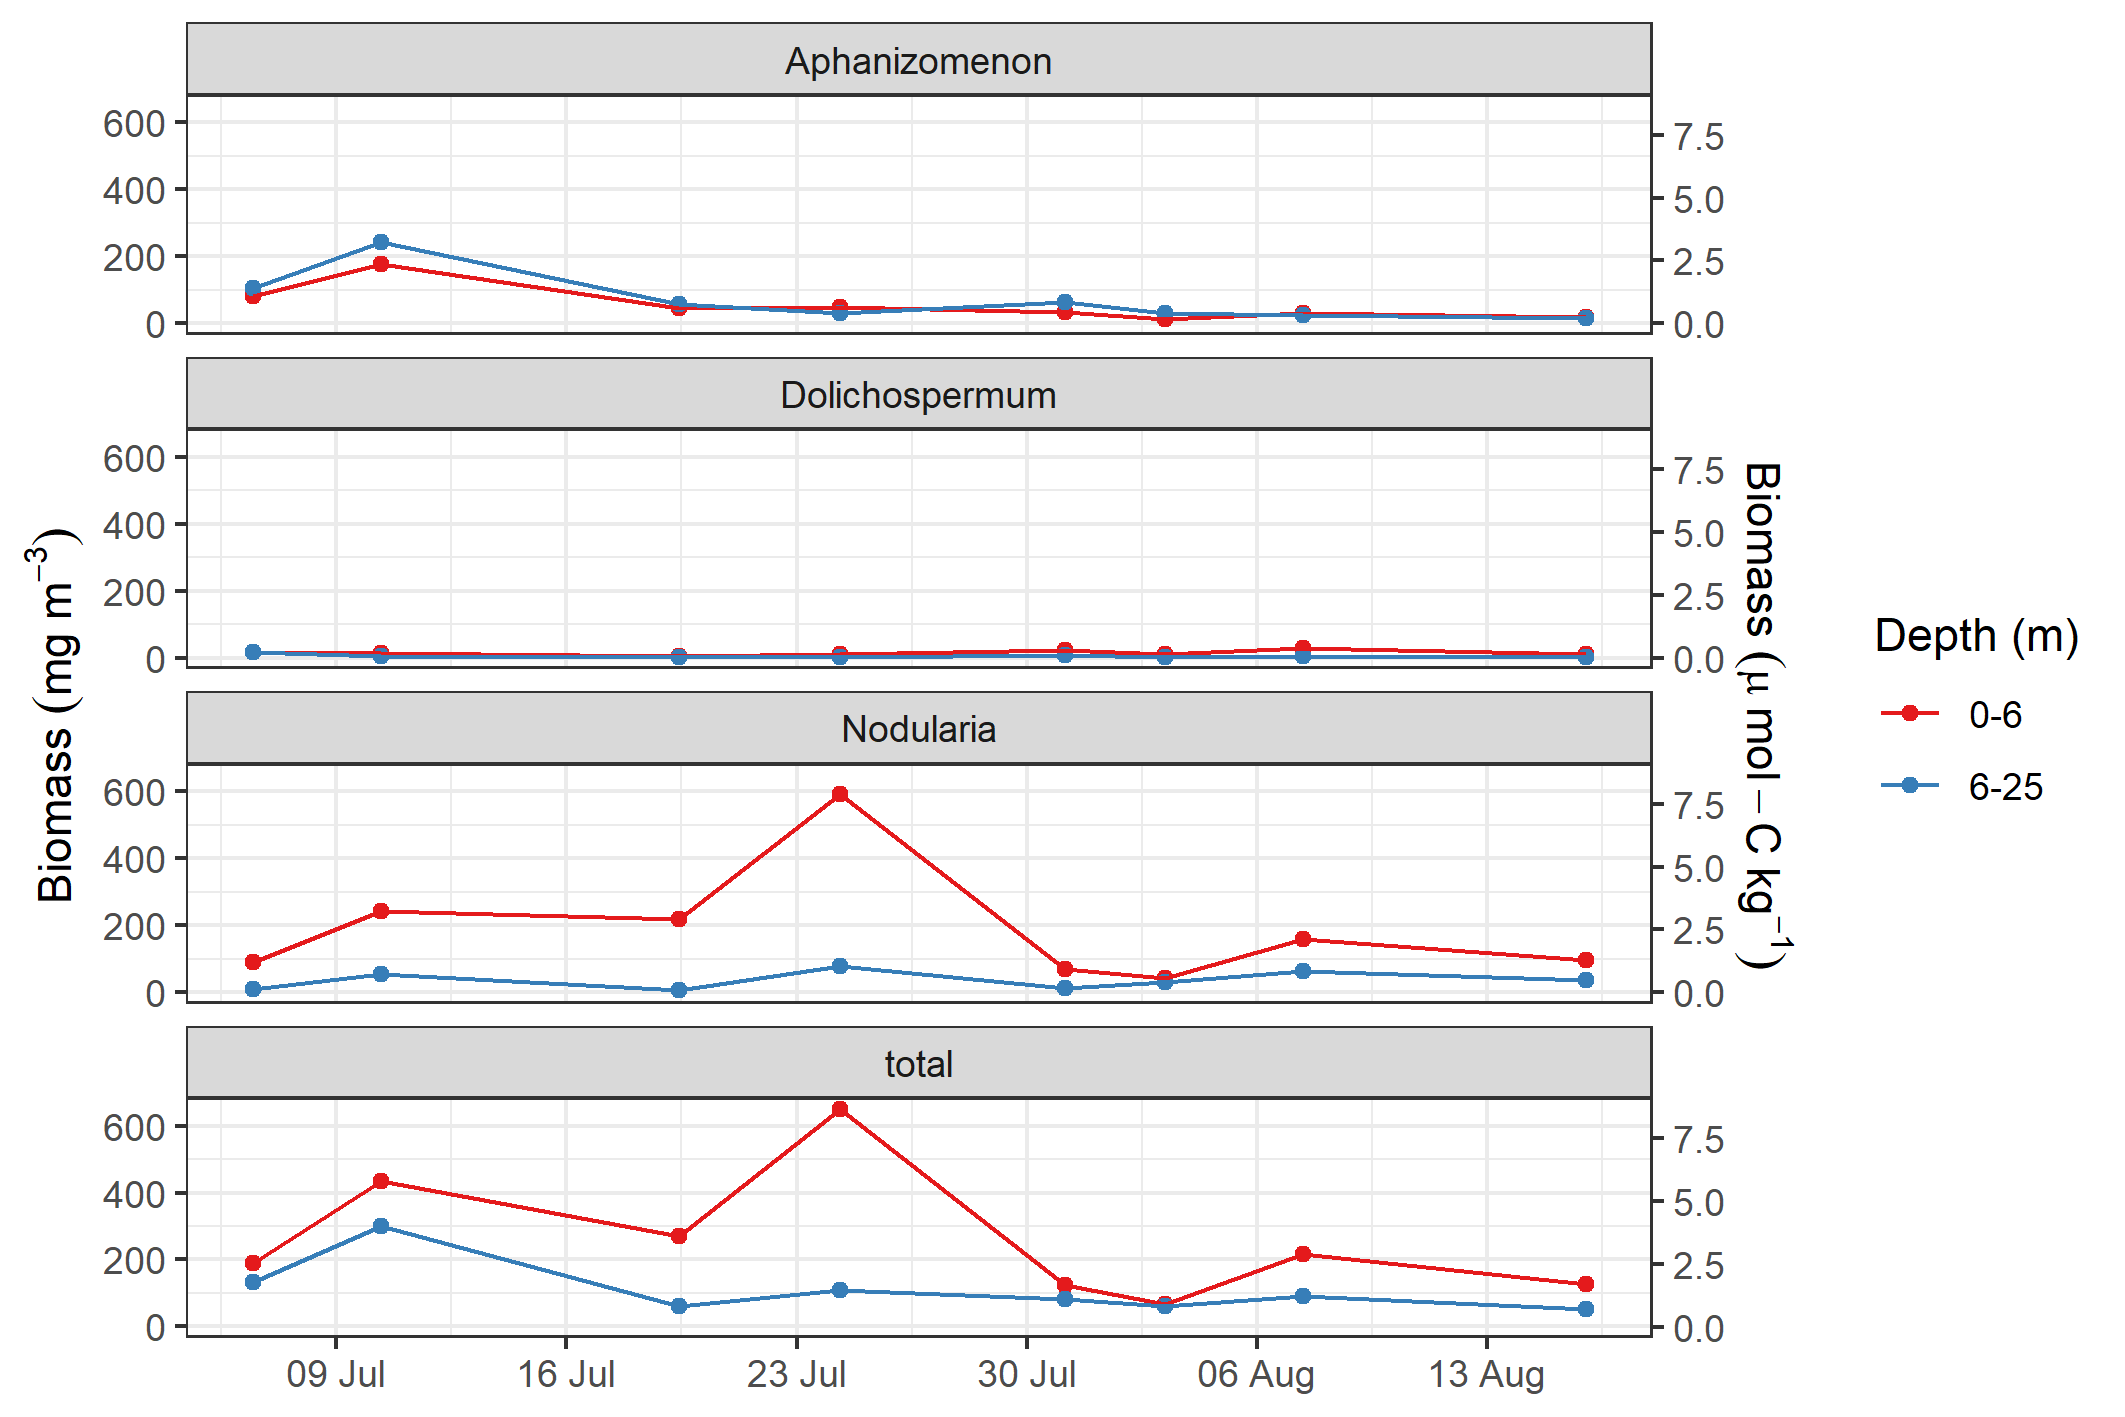 Aphanizomenon
600
400
200
0
7.5
5.0
2.5
0.0
Dolichospermum
600
400
200
0
7.5
5.0
2.5
0.0
Nodularia
600
400
200
0
7.5
5.0
2.5
0.0
total
600
400
200
0
7.5
5.0
2.5
0.0
09 Jul
16 Jul
23 Jul
30 Jul
06 Aug
13 Aug
Biomass (mg m⁻³)
Biomass (μ mol − C kg⁻¹)
Depth (m)
0-6
6-25